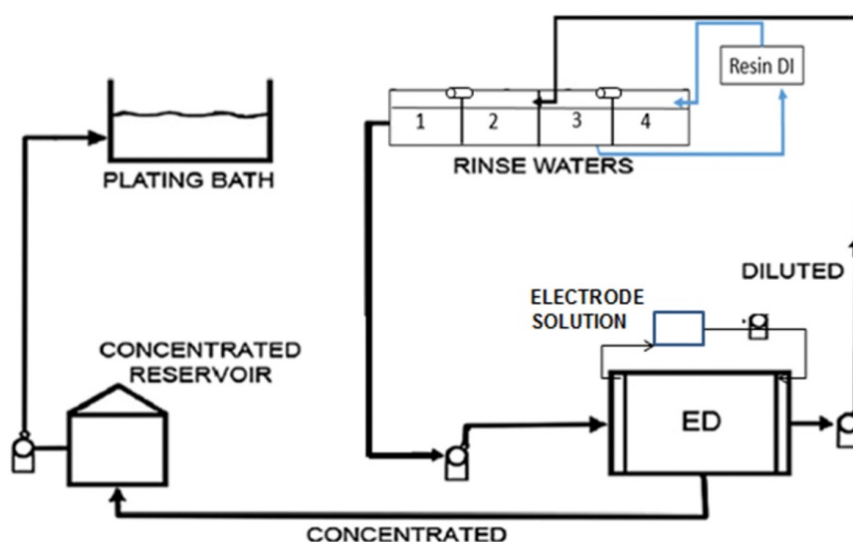 Resin DI
1
2
3
4
RINSE WATERS
PLATING BATH
DILUTED
ELECTRODE
SOLUTION
CONCENTRATED
RESERVOIR
ED
CONCENTRATED